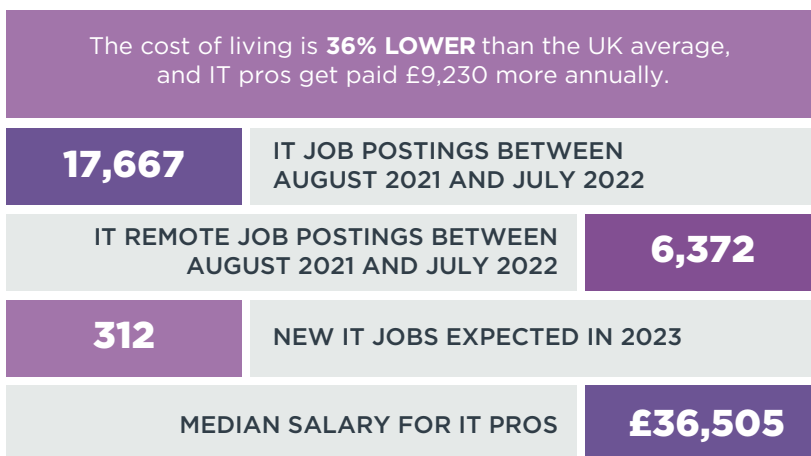 The cost of living is 36% LOWER than the UK average,
and IT pros get paid £9,230 more annually.
17,667
IT JOB POSTINGS BETWEEN
AUGUST 2021 AND JULY 2022
IT REMOTE JOB POSTINGS BETWEEN
AUGUST 2021 AND JULY 2022
6,372
312
NEW IT JOBS EXPECTED IN 2023
MEDIAN SALARY FOR IT PROS
£36,505